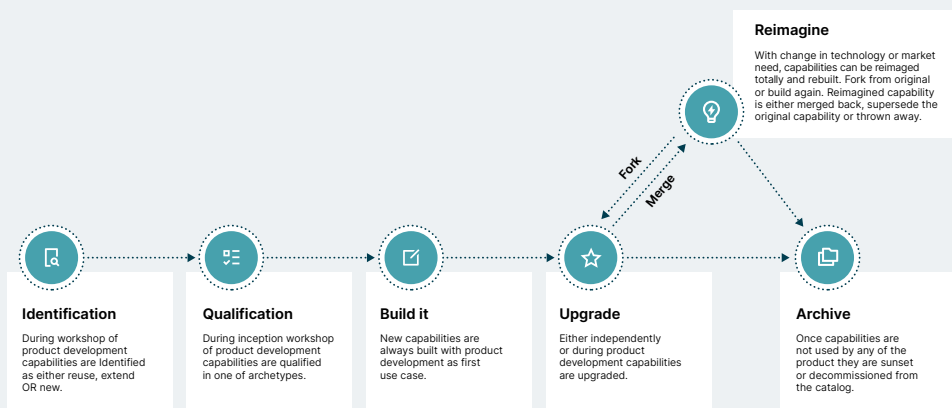 Reimagine
With change in technology or market
need, capabilities can be reimaged
totally and rebuilt. Fork from original
or build again. Reimagined capability
is either merged back, supersede the
original capability or thrown away.
Fork
Merge
Identification
During workshop of
product development
capabilities are Identified
as either reuse, extend
OR new.
Qualification
During inception workshop
of product development
capabilities are qualified
in one of archetypes.
Build it
New capabilities are
always built with product
development as first
use case.
Upgrade
Either independently
or during product
development capabilities
are upgraded.
Archive
Once capabilities are
not used by any of the
product they are sunset
or decommissioned from
the catalog.